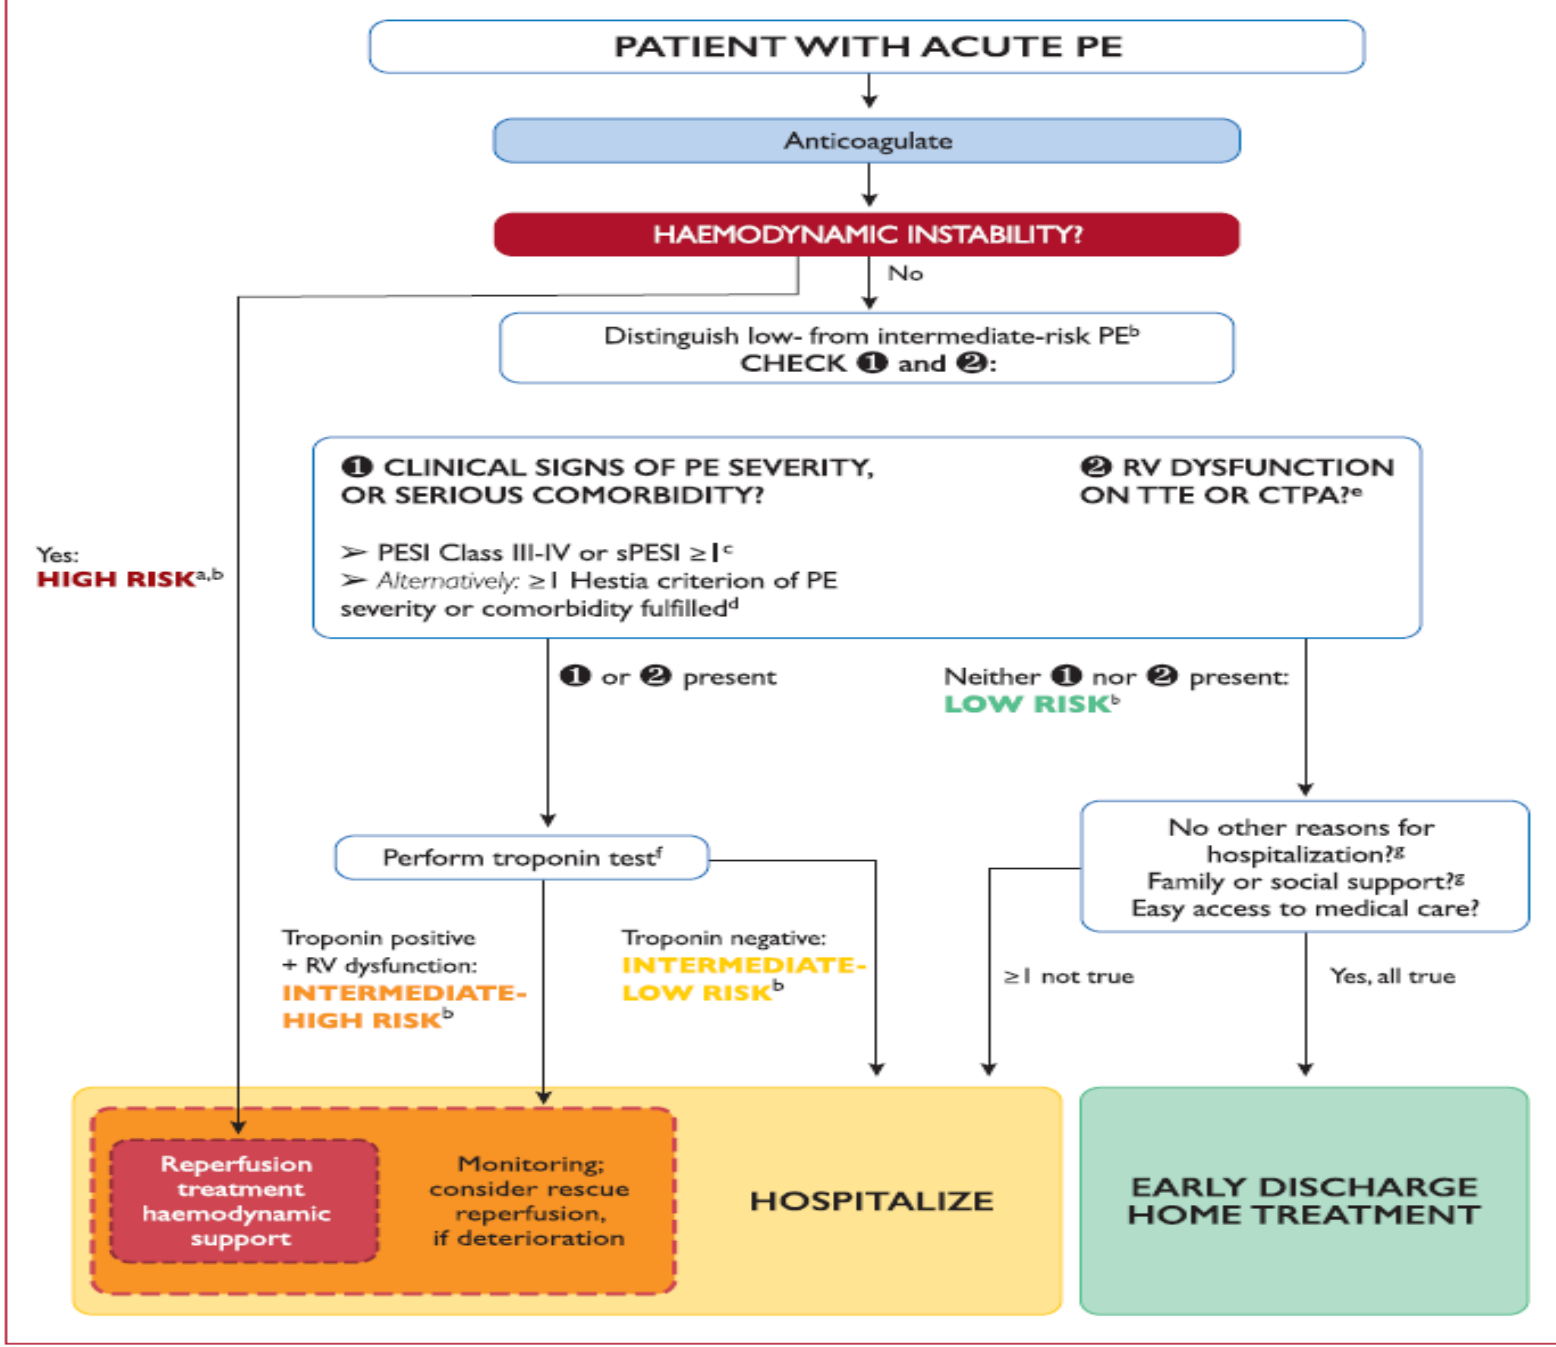 PATIENT WITH ACUTE PE
Anticoagulate
HAEMODYNAMIC INSTABILITY?
No
Distinguish low- from intermediate-risk PEᵇ
CHECK ❶ and ❷:
❶ CLINICAL SIGNS OF PE SEVERITY,
OR SERIOUS COMORBIDITY?
➢ PESI Class III-IV or sPESI ≥1ᶜ
➢ Alternatively: ≥1 Hestia criterion of PE
severity or comorbidity fulfilledᵈ
❷ RV DYSFUNCTION
ON TTE OR CTPA?ᵉ
Yes:
HIGH RISKᵃ,ᵇ
❶ or ❷ present
Neither ❶ nor ❷ present:
LOW RISKᵇ
Perform troponin testᶠ
No other reasons for
hospitalization?ᵍ
Family or social support?ᵍ
Easy access to medical care?
Troponin positive
+ RV dysfunction:
INTERMEDIATE-
HIGH RISKᵇ
Troponin negative:
INTERMEDIATE-
LOW RISKᵇ
≥1 not true
Yes, all true
Reperfusion
treatment
haemodynamic
support
Monitoring;
consider rescue
reperfusion,
if deterioration
HOSPITALIZE
EARLY DISCHARGE
HOME TREATMENT